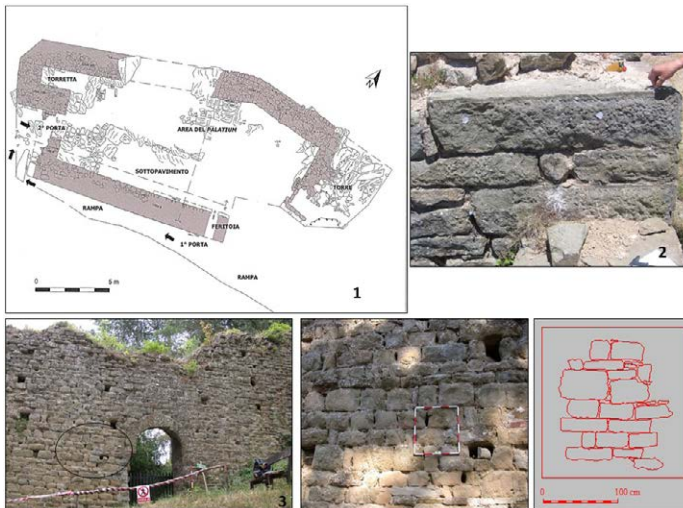 TORRETTA
2° PORTA
AREA DEL PALATIUM
SOTTOPAVIMENTO
TORRE
RAMPA
FERITOIA
1° PORTA
RAMPA
0 5 m
1
2
3
0 100 cm